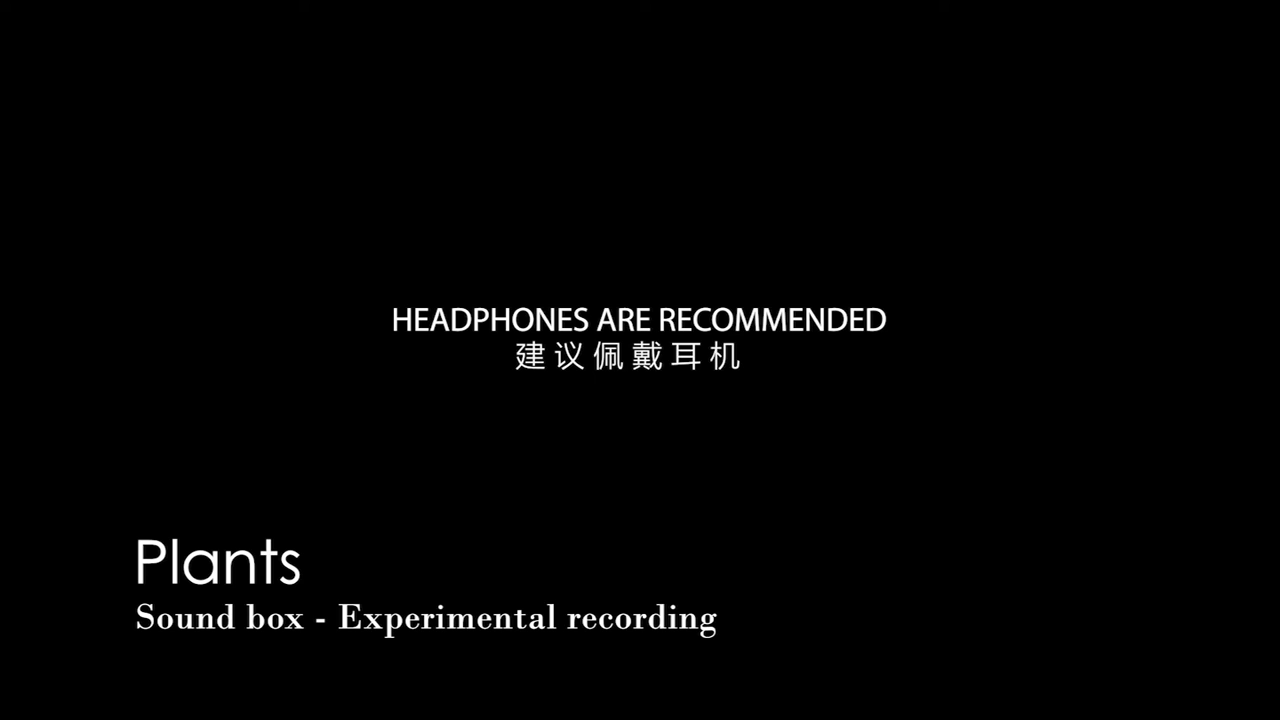 HEADPHONES ARE RECOMMENDED
建议佩戴耳机
Plants
Sound box - Experimental recording